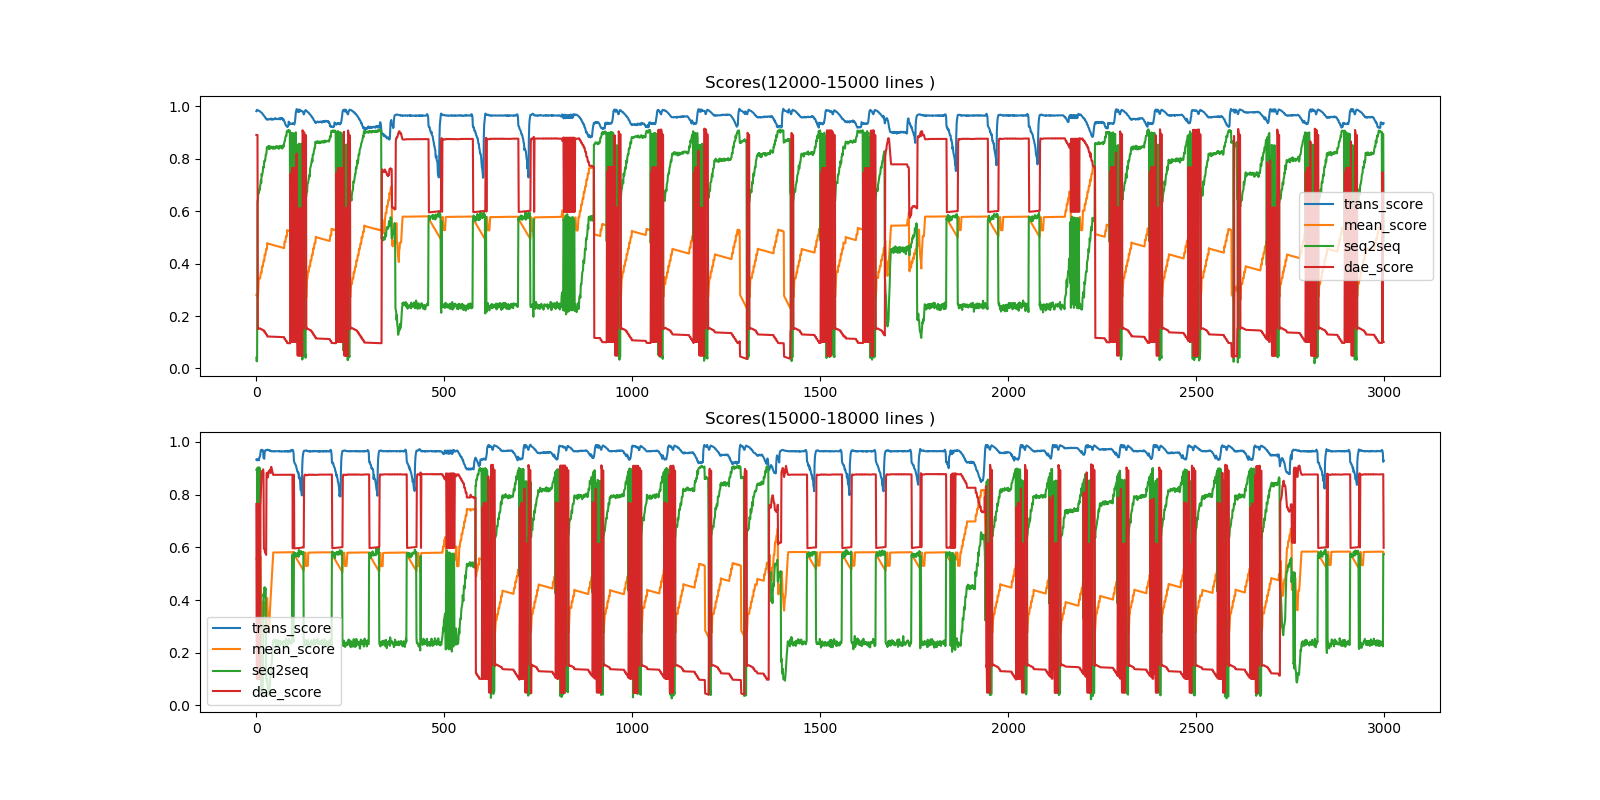 Scores(12000-15000 lines )
1.0
0.8
0.6
0.4
0.2
0.0
trans_score
mean_score
seq2seq
dae_score
0 500 1000 1500 2000 2500 3000
Scores(15000-18000 lines )
1.0
0.8
0.6
0.4
0.2
0.0
trans_score
mean_score
seq2seq
dae_score
0 500 1000 1500 2000 2500 3000